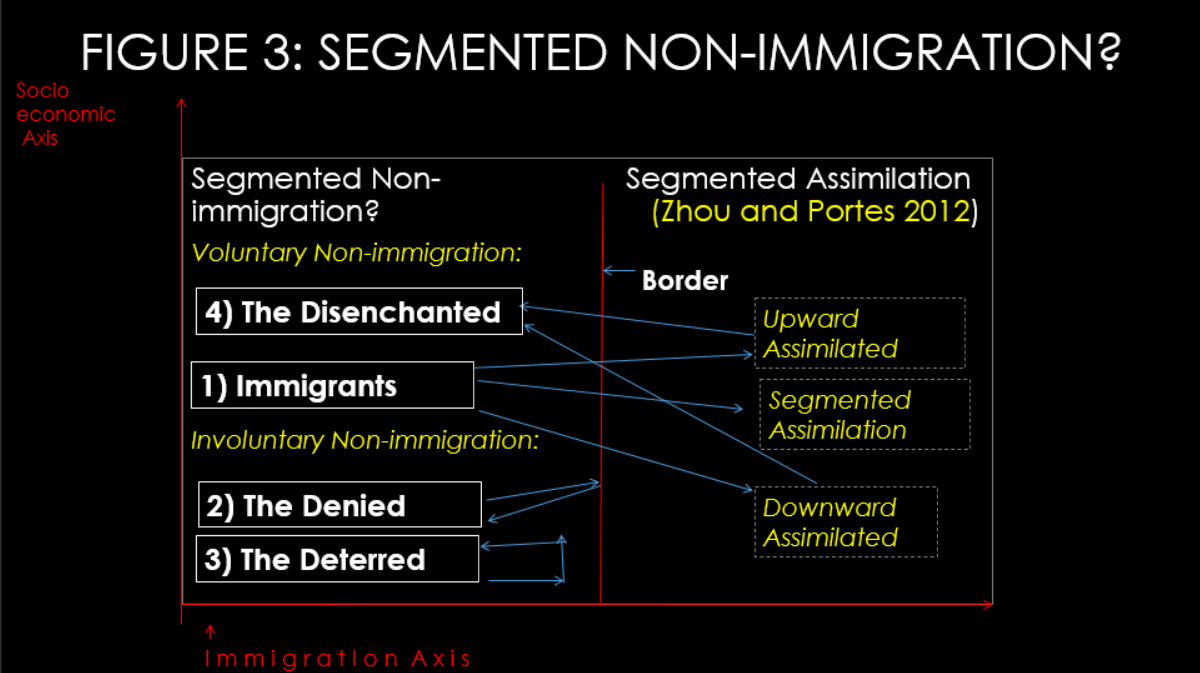 FIGURE 3: SEGMENTED NON-IMMIGRATION?
Socio
economic
Axis
Segmented Non-
immigration?
Voluntary Non-immigration:
4) The Disenchanted
1) Immigrants
Involuntary Non-immigration:
2) The Denied
3) The Deterred
Segmented Assimilation
(Zhou and Portes 2012)
Border
Upward
Assimilated
Segmented
Assimilation
Downward
Assimilated
Immigration Axis